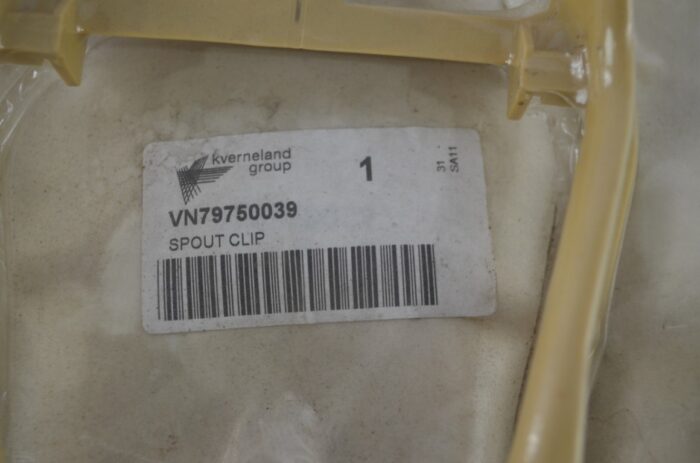 kverneland
group
1
31
SA11
VN79750039
SPOUT CLIP